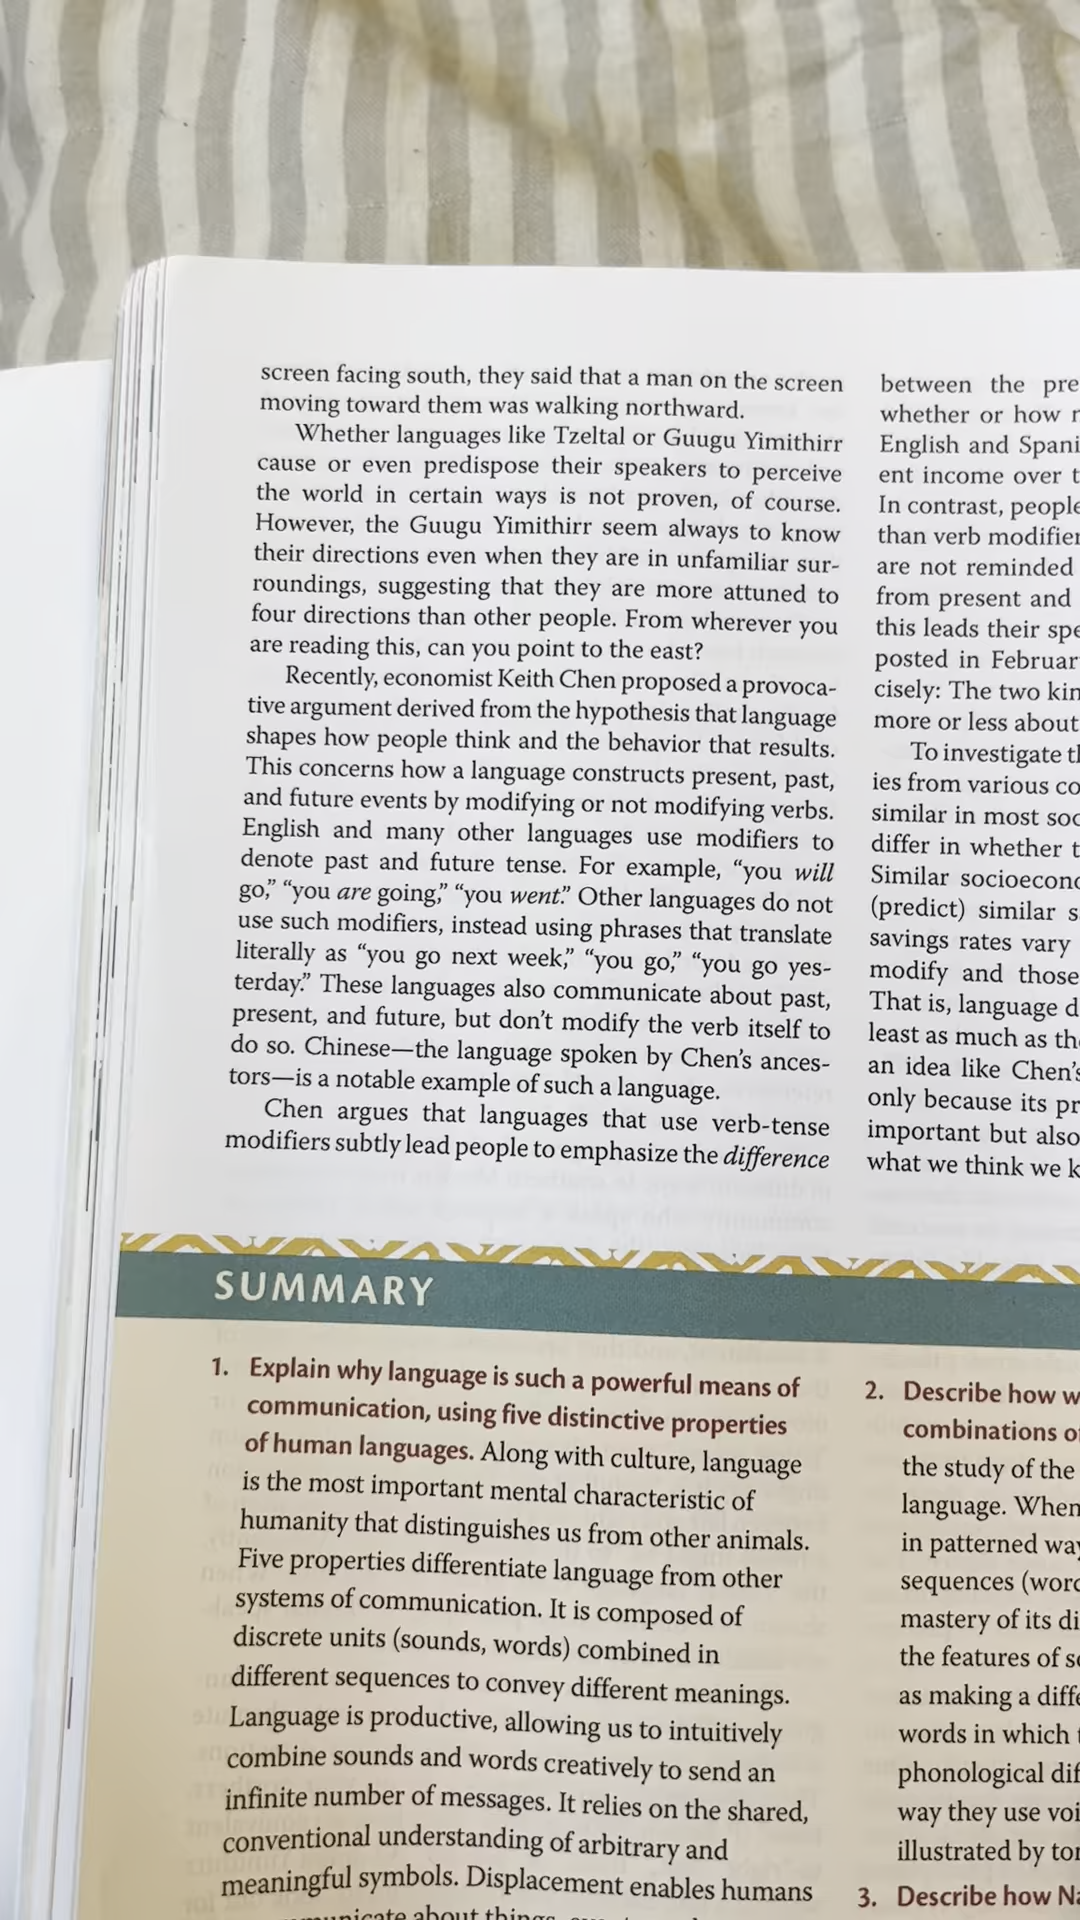 screen facing south, they said that a man on the screen
moving toward them was walking northward.
Whether languages like Tzeltal or Guugu Yimithirr
cause or even predispose their speakers to perceive
the world in certain ways is not proven, of course.
However, the Guugu Yimithirr seem always to know
their directions even when they are in unfamiliar sur-
roundings, suggesting that they are more attuned to
four directions than other people. From wherever you
are reading this, can you point to the east?
Recently, economist Keith Chen proposed a provoca-
tive argument derived from the hypothesis that language
shapes how people think and the behavior that results.
This concerns how a language constructs present, past,
and future events by modifying or not modifying verbs.
English and many other languages use modifiers to
denote past and future tense. For example, “you will
go,” “you are going,” “you went.” Other languages do not
use such modifiers, instead using phrases that translate
literally as “you go next week,” “you go,” “you go yes-
terday.” These languages also communicate about past,
present, and future, but don’t modify the verb itself to
do so. Chinese—the language spoken by Chen’s ances-
tors—is a notable example of such a language.
Chen argues that languages that use verb-tense
modifiers subtly lead people to emphasize the difference
between the pre
whether or how
English and Spani
ent income over t
In contrast, people
than verb modifier
are not reminded
from present and
this leads their spe
posted in Februar
cisely: The two kin
more or less about
To investigate th
ies from various co
similar in most soc
differ in whether t
Similar socioecono
(predict) similar s
savings rates vary
modify and those
That is, language d
least as much as the
an idea like Chen’s
only because its pr
important but also
what we think we k
SUMMARY
1. Explain why language is such a powerful means of
communication, using five distinctive properties
of human languages. Along with culture, language
is the most important mental characteristic of
humanity that distinguishes us from other animals.
Five properties differentiate language from other
systems of communication. It is composed of
discrete units (sounds, words) combined in
different sequences to convey different meanings.
Language is productive, allowing us to intuitively
combine sounds and words creatively to send an
infinite number of messages. It relies on the shared,
conventional understanding of arbitrary and
meaningful symbols. Displacement enables humans
about things,
2. Describe how w
combinations of
the study of the
language. When
in patterned way
sequences (word
mastery of its di
the features of so
as making a diffe
words in which t
phonological dif
way they use voi
illustrated by ton
3. Describe how Na